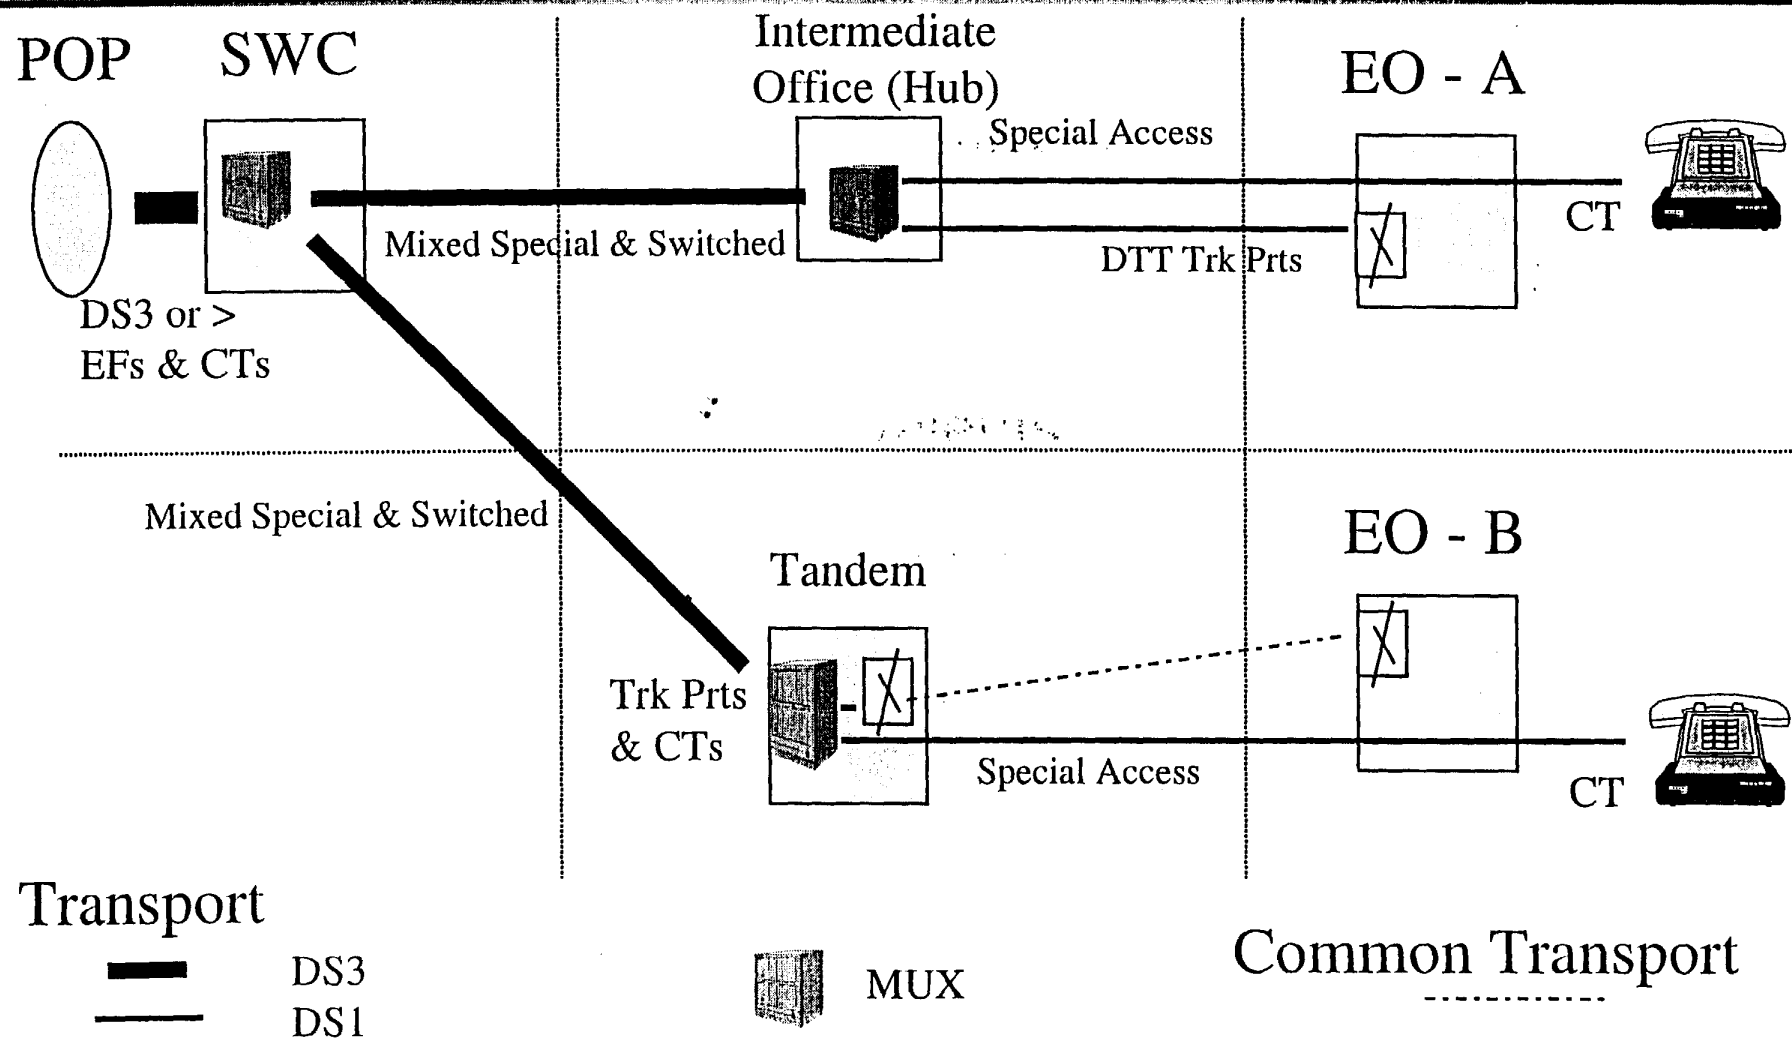 POP
SWC
Intermediate
Office (Hub)
EO - A
Special Access
CT
Mixed Special & Switched
DTT Trk Prts
DS3 or >
EFs & CTs
Mixed Special & Switched
EO - B
Tandem
Trk Prts
& CTs
Special Access
CT
Transport
DS3
DS1
MUX
Common Transport